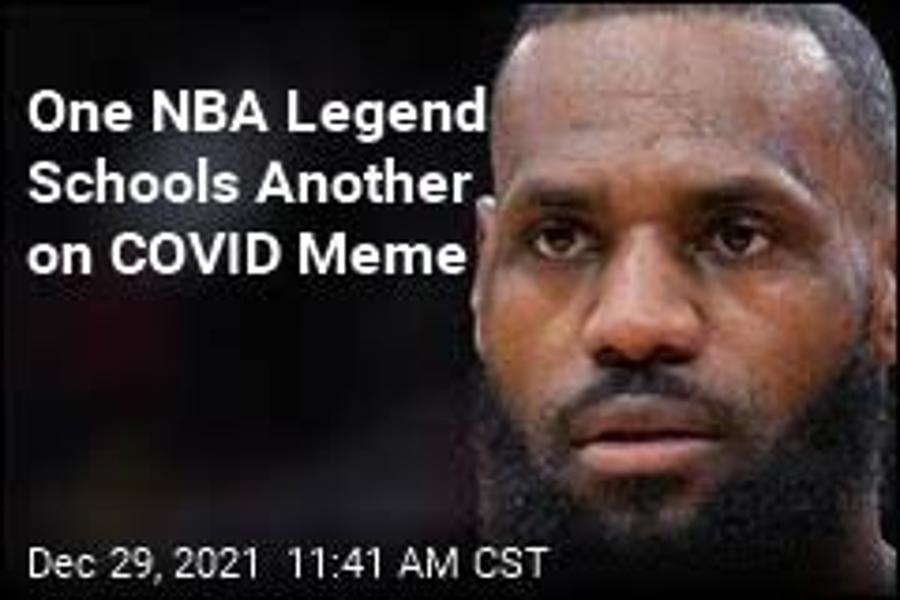 One NBA Legend
Schools Another
on COVID Meme
Dec 29, 2021 11:41 AM CST